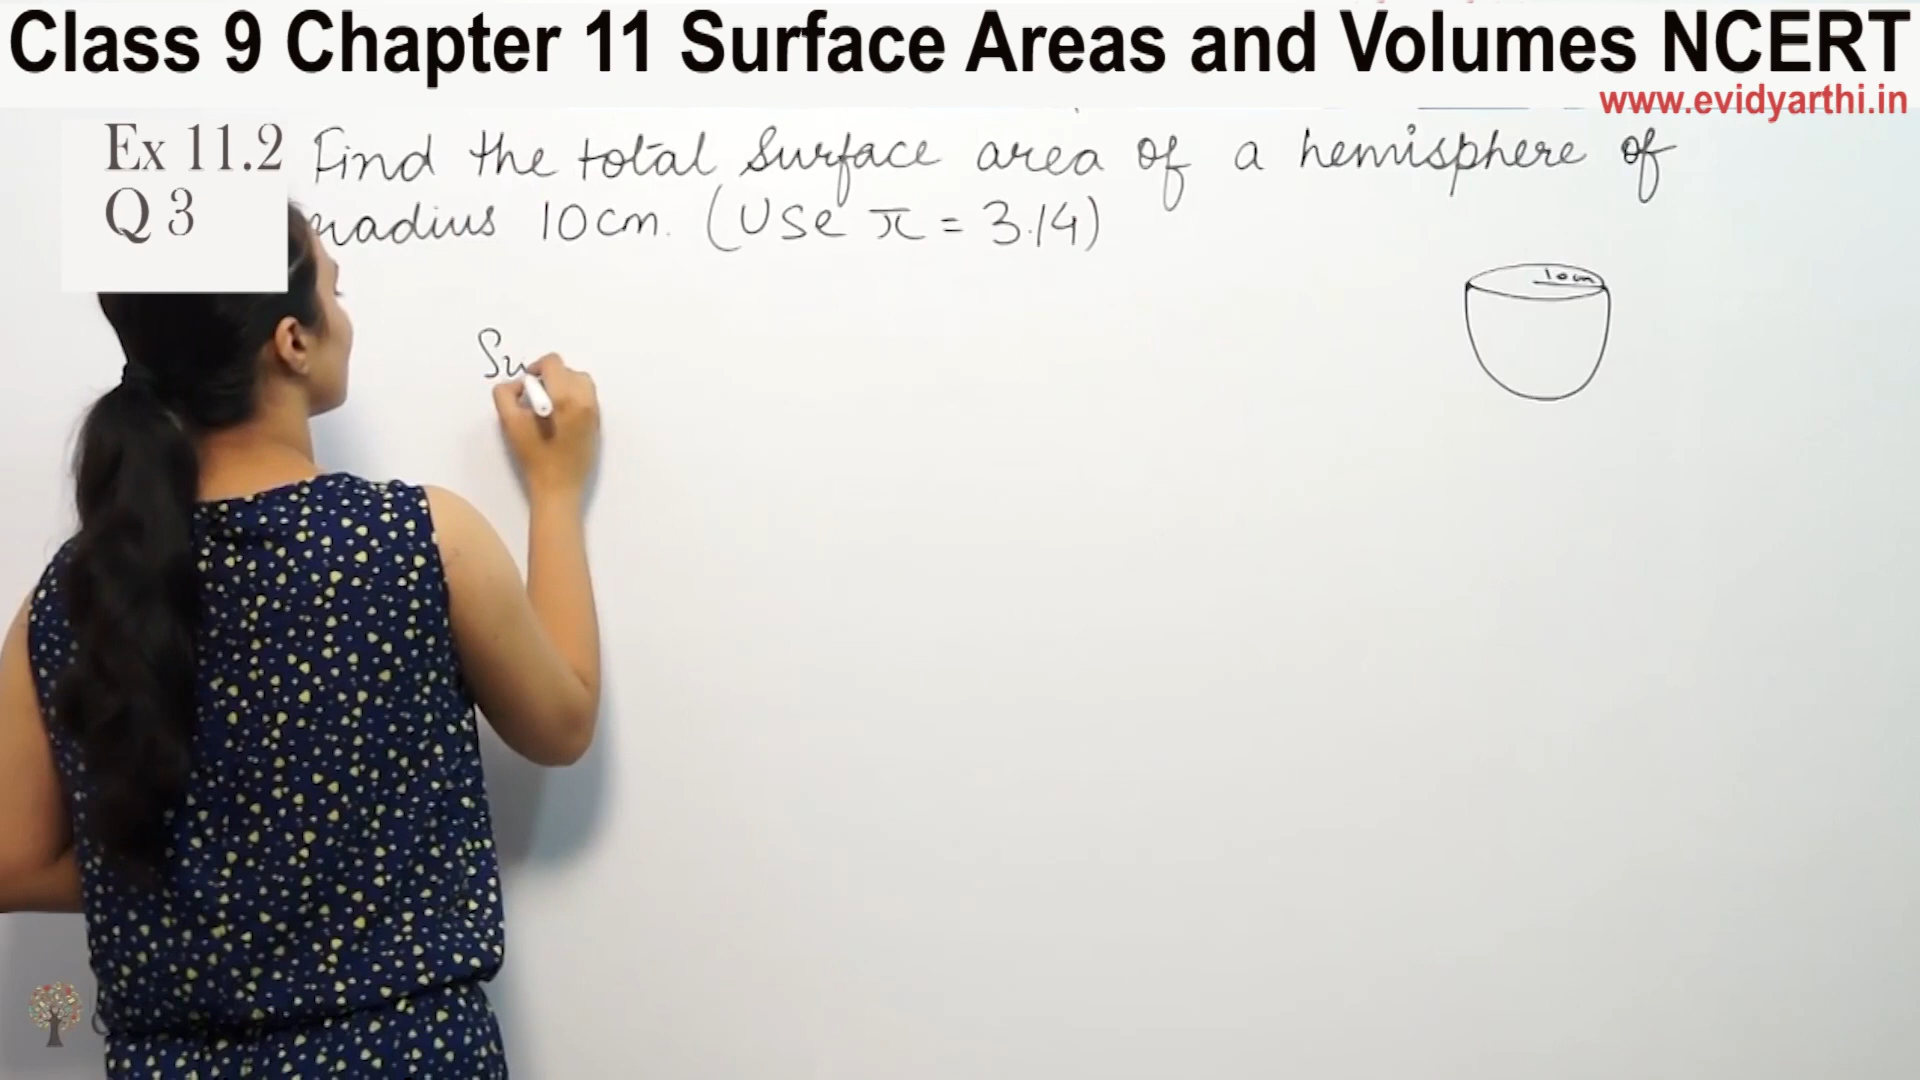 Class 9 Chapter 11 Surface Areas and Volumes NCERT
www.evidyarthi.in
Ex 11.2 Find the total surface area of a hemisphere of
Q 3 radius 10cm. (Use π = 3.14)
10cm
Su